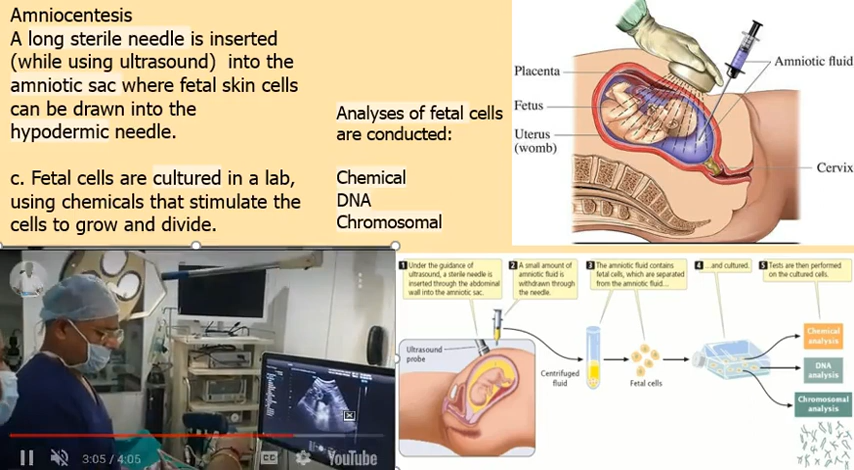 Amniocentesis
A long sterile needle is inserted
(while using ultrasound) into the
amniotic sac where fetal skin cells
can be drawn into the
hypodermic needle.
c. Fetal cells are cultured in a lab,
using chemicals that stimulate the
cells to grow and divide.
Analyses of fetal cells
are conducted:
Chemical
DNA
Chromosomal
Placenta
Fetus
Uterus
(womb)
Amniotic fluid
Cervix
3:05 / 4:05
CC
YouTube
1 Under the guidance of
ultrasound, a sterile needle is
inserted through the abdominal
wall into the amniotic sac.
2 A small amount of
amniotic fluid is
withdrawn through
the needle.
3 The amniotic fluid contains
fetal cells, which are separated
from the amniotic fluid...
4 ...and cultured.
5 Tests are then performed
on the cultured cells.
Ultrasound
probe
Centrifuged
fluid
Fetal cells
Chemical
analysis
DNA
analysis
Chromosomal
analysis